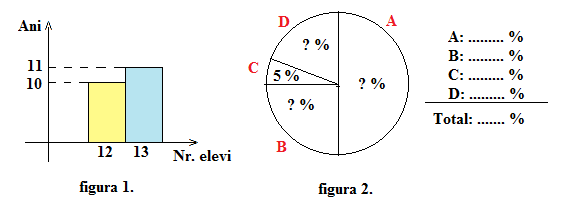 Ani
11
10
12 13 Nr. elevi
figura 1.
D A
? %
C 5 % ? %
? %
B
figura 2.
A: ......... %
B: ......... %
C: ......... %
D: ......... %
Total: ....... %